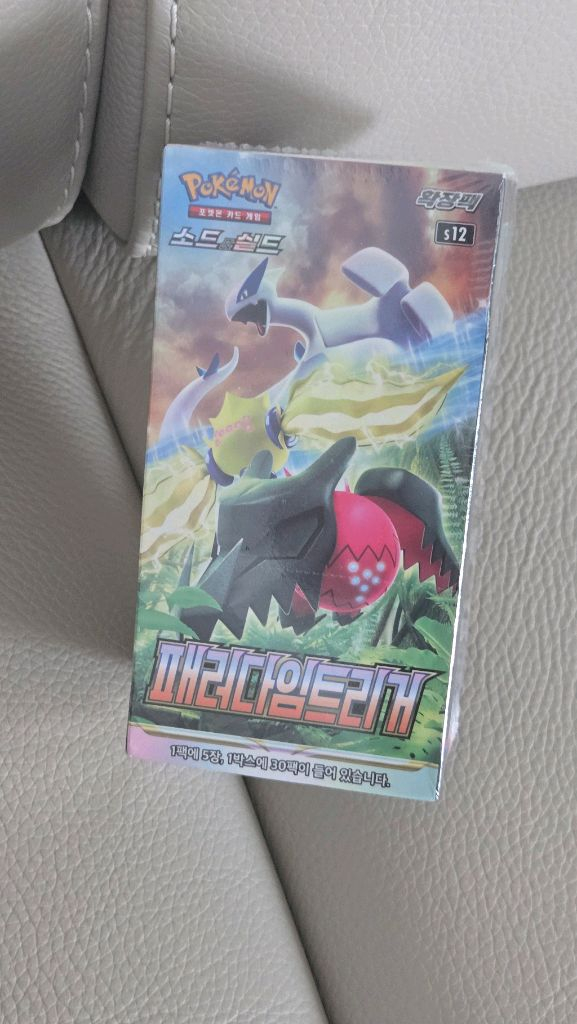 Pokémon
포켓몬 카드 게임
소드&실드
확장팩
s12
패러다임트리거
1팩에 5장, 1박스에 30팩이 들어 있습니다.